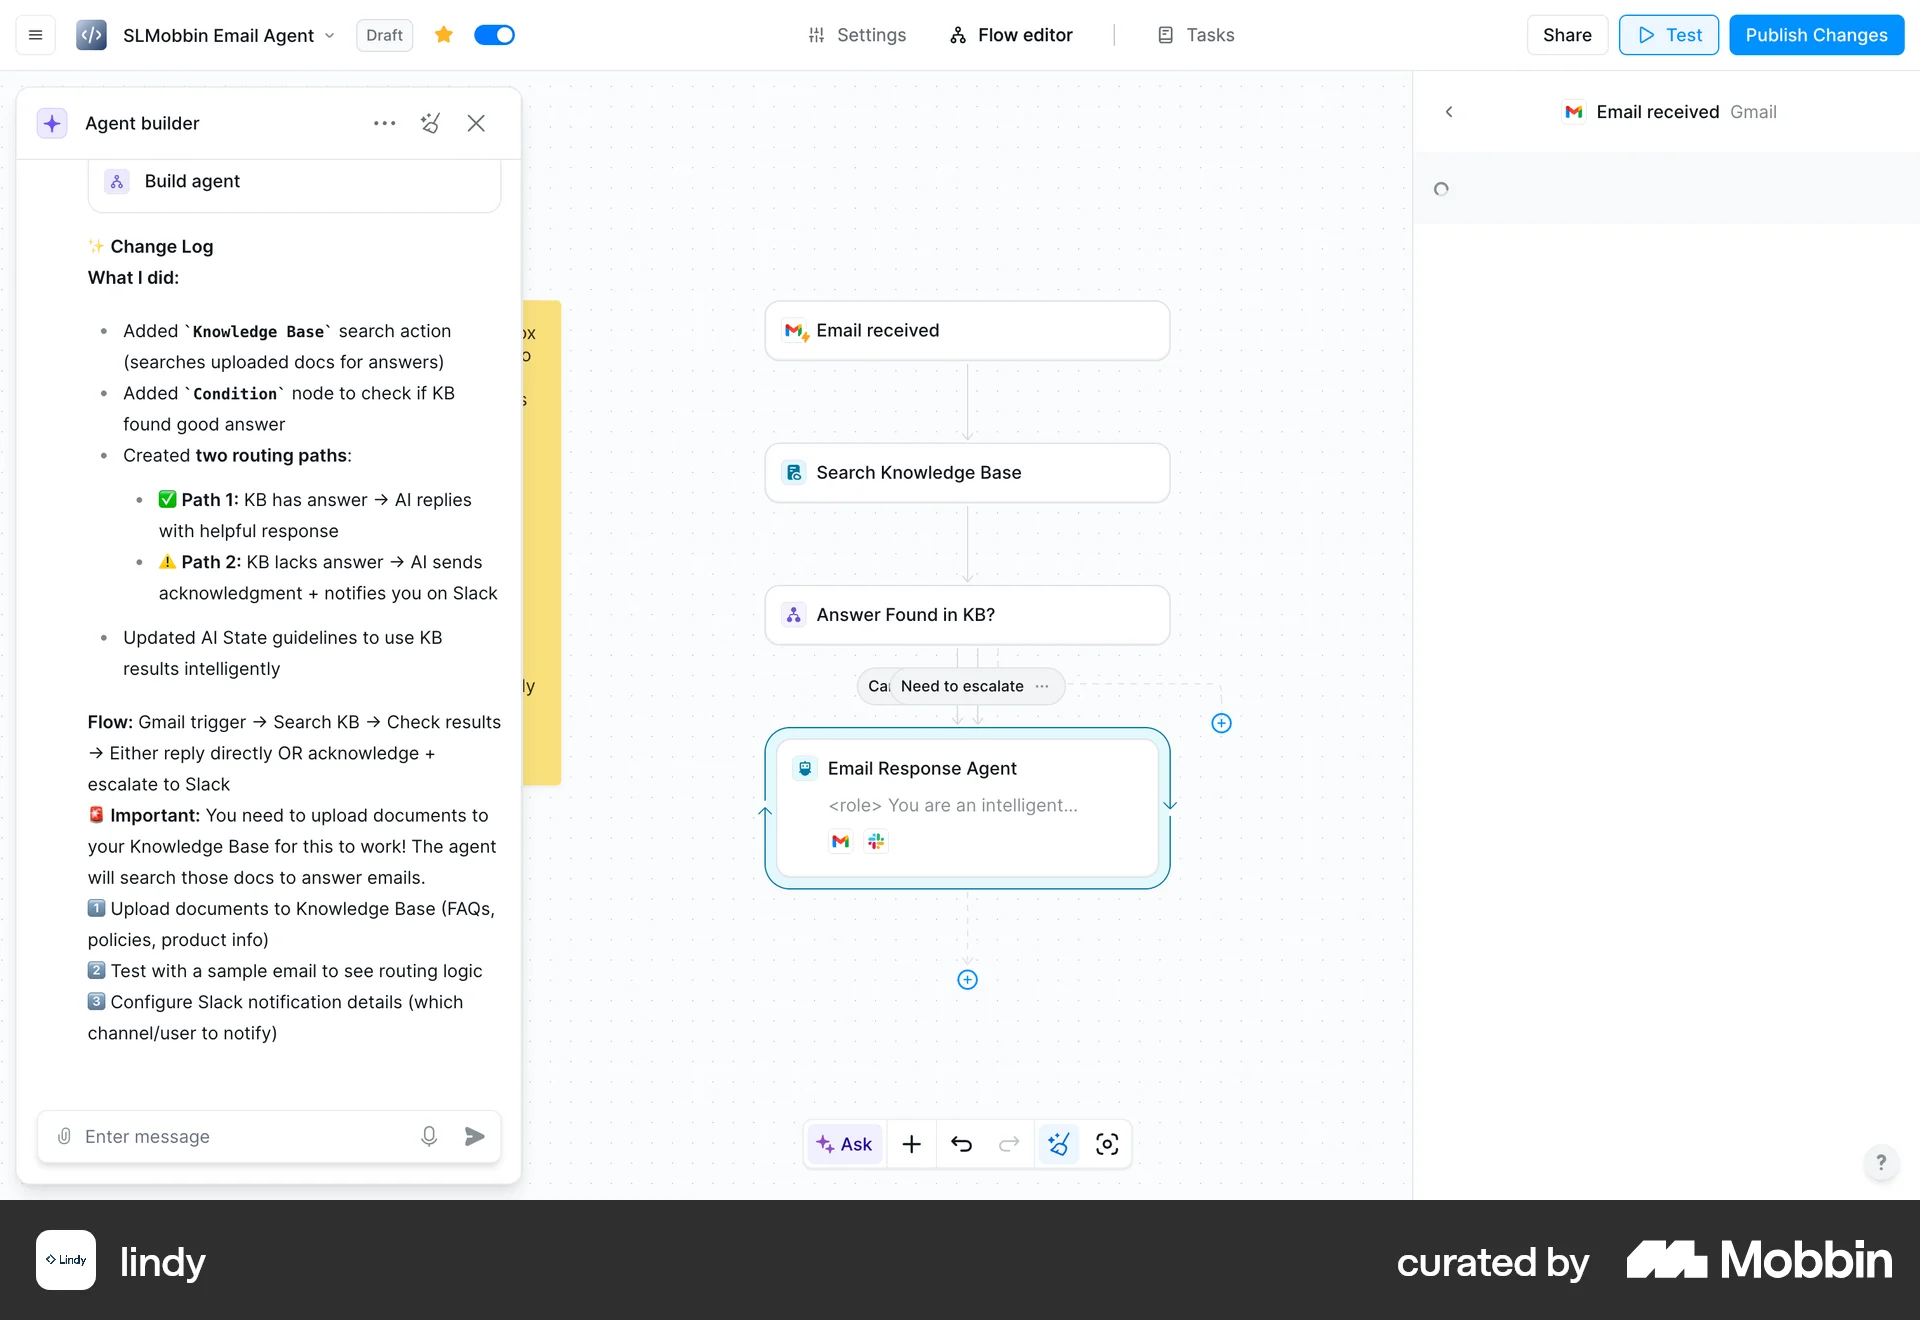 SLMobbin Email Agent
Draft
Settings
Flow editor
Tasks
Share
Test
Publish Changes
Agent builder
Build agent
✨ Change Log
What I did:
• Added `Knowledge Base` search action
(searches uploaded docs for answers)
• Added `Condition` node to check if KB
found good answer
• Created two routing paths:
• ✅ Path 1: KB has answer → AI replies
with helpful response
• ⚠️ Path 2: KB lacks answer → AI sends
acknowledgment + notifies you on Slack
• Updated AI State guidelines to use KB
results intelligently
Flow: Gmail trigger → Search KB → Check results
→ Either reply directly OR acknowledge +
escalate to Slack
🚨 Important: You need to upload documents to
your Knowledge Base for this to work! The agent
will search those docs to answer emails.
1️⃣ Upload documents to Knowledge Base (FAQs,
policies, product info)
2️⃣ Test with a sample email to see routing logic
3️⃣ Configure Slack notification details (which
channel/user to notify)
Enter message
Email received
Search Knowledge Base
Answer Found in KB?
Need to escalate
Email Response Agent
<role> You are an intelligent...
Ask
Email received Gmail
?
Lindy
lindy
curated by
Mobbin